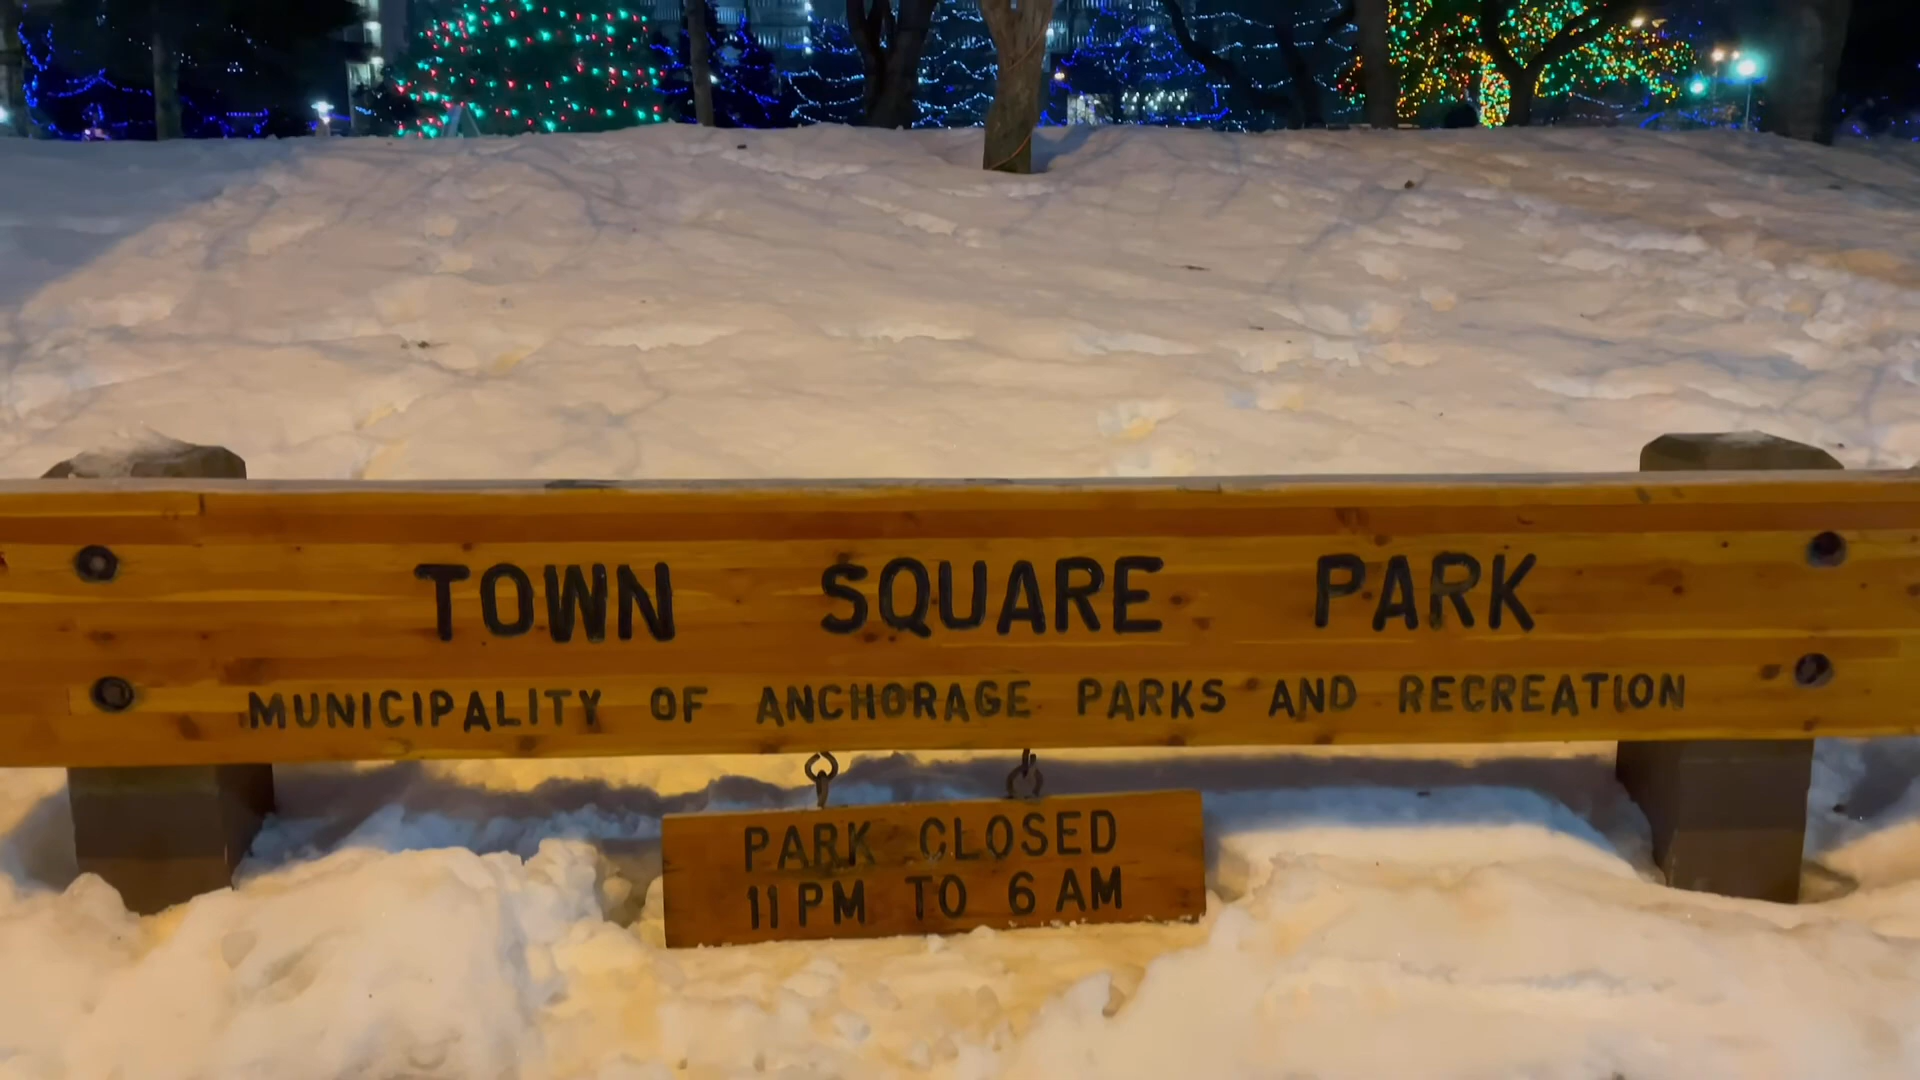 TOWN SQUARE PARK
MUNICIPALITY OF ANCHORAGE PARKS AND RECREATION
PARK CLOSED
11 PM TO 6 AM